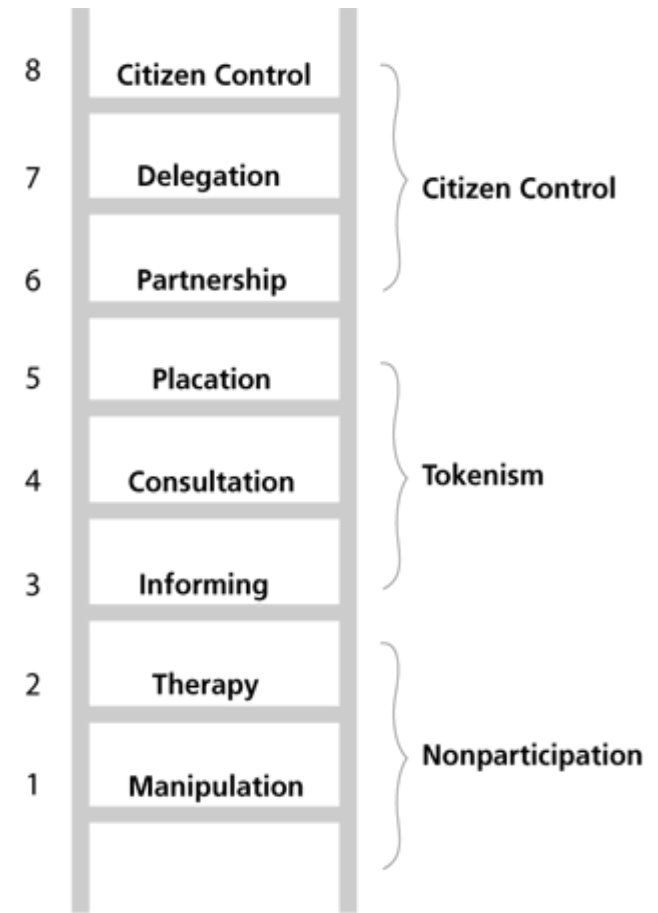 8 Citizen Control
7 Delegation
Citizen Control
6 Partnership
5 Placation
4 Consultation
Tokenism
3 Informing
2 Therapy
Nonparticipation
1 Manipulation